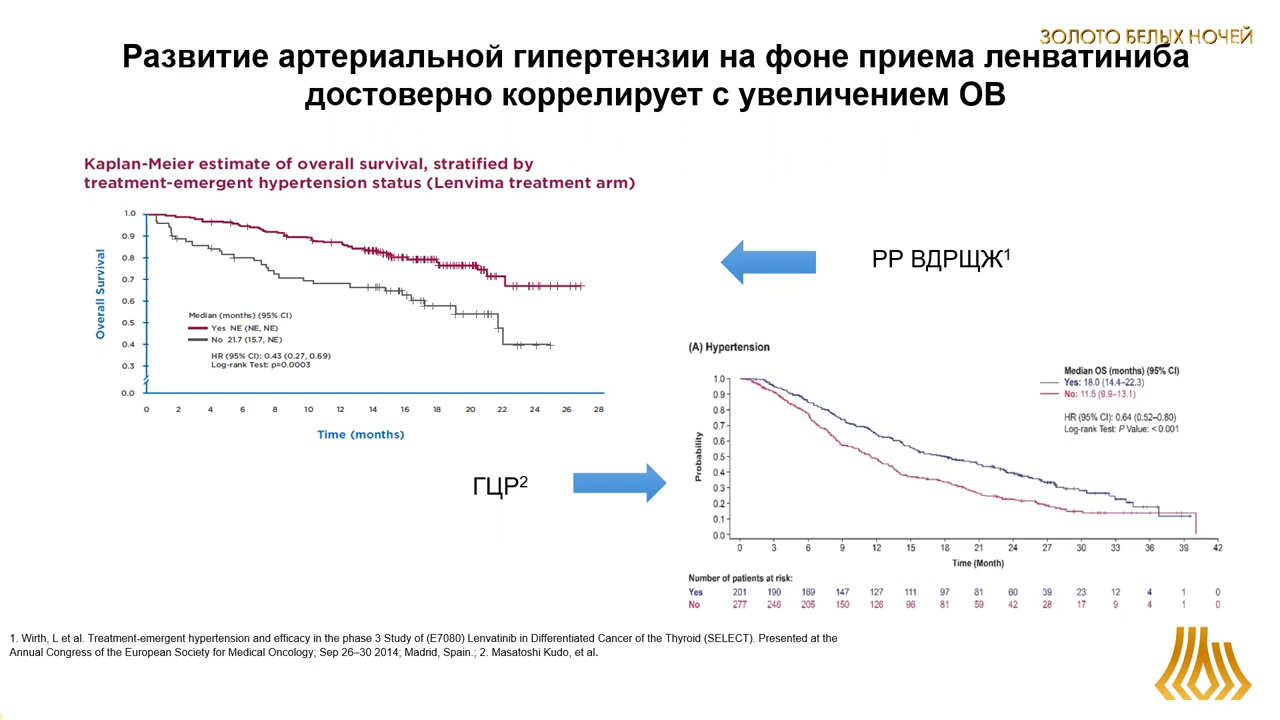 ЗОЛОТО БЕЛЫХ НОЧЕЙ
Развитие артериальной гипертензии на фоне приема ленватиниба
достоверно коррелирует с увеличением ОВ
Kaplan-Meier estimate of overall survival, stratified by
treatment-emergent hypertension status (Lenvima treatment arm)
Overall Survival
1.0
0.9
0.8
0.7
0.6
0.5
0.4
0.3
0.0
Median (months) (95% CI)
Yes NE (NE, NE)
No 21.7 (15.7, NE)
HR (95% CI): 0.43 (0.27, 0.69)
Log-rank Test: p=0.0003
0 2 4 6 8 10 12 14 16 18 20 22 24 26 28
Time (months)
РР ВДРЩЖ¹
ГЦР²
(A) Hypertension
Median OS (months) (95% CI)
Yes: 18.0 (14.4–22.3)
No: 11.5 (9.9–13.1)
HR (95% CI): 0.64 (0.52–0.80)
Log-rank Test: P Value: < 0.001
Probability
1.0
0.9
0.8
0.7
0.6
0.5
0.4
0.3
0.2
0.1
0.0
0 3 6 9 12 15 18 21 24 27 30 33 36 39 42
Time (Month)
Number of patients at risk:
Yes 201 190 169 147 127 111 97 81 60 39 23 12 4 1 0
No 277 246 205 150 126 96 81 59 42 28 17 9 4 1 0
1. Wirth, L et al. Treatment-emergent hypertension and efficacy in the phase 3 Study of (E7080) Lenvatinib in Differentiated Cancer of the Thyroid (SELECT). Presented at the
Annual Congress of the European Society for Medical Oncology; Sep 26–30 2014; Madrid, Spain.; 2. Masatoshi Kudo, et al.